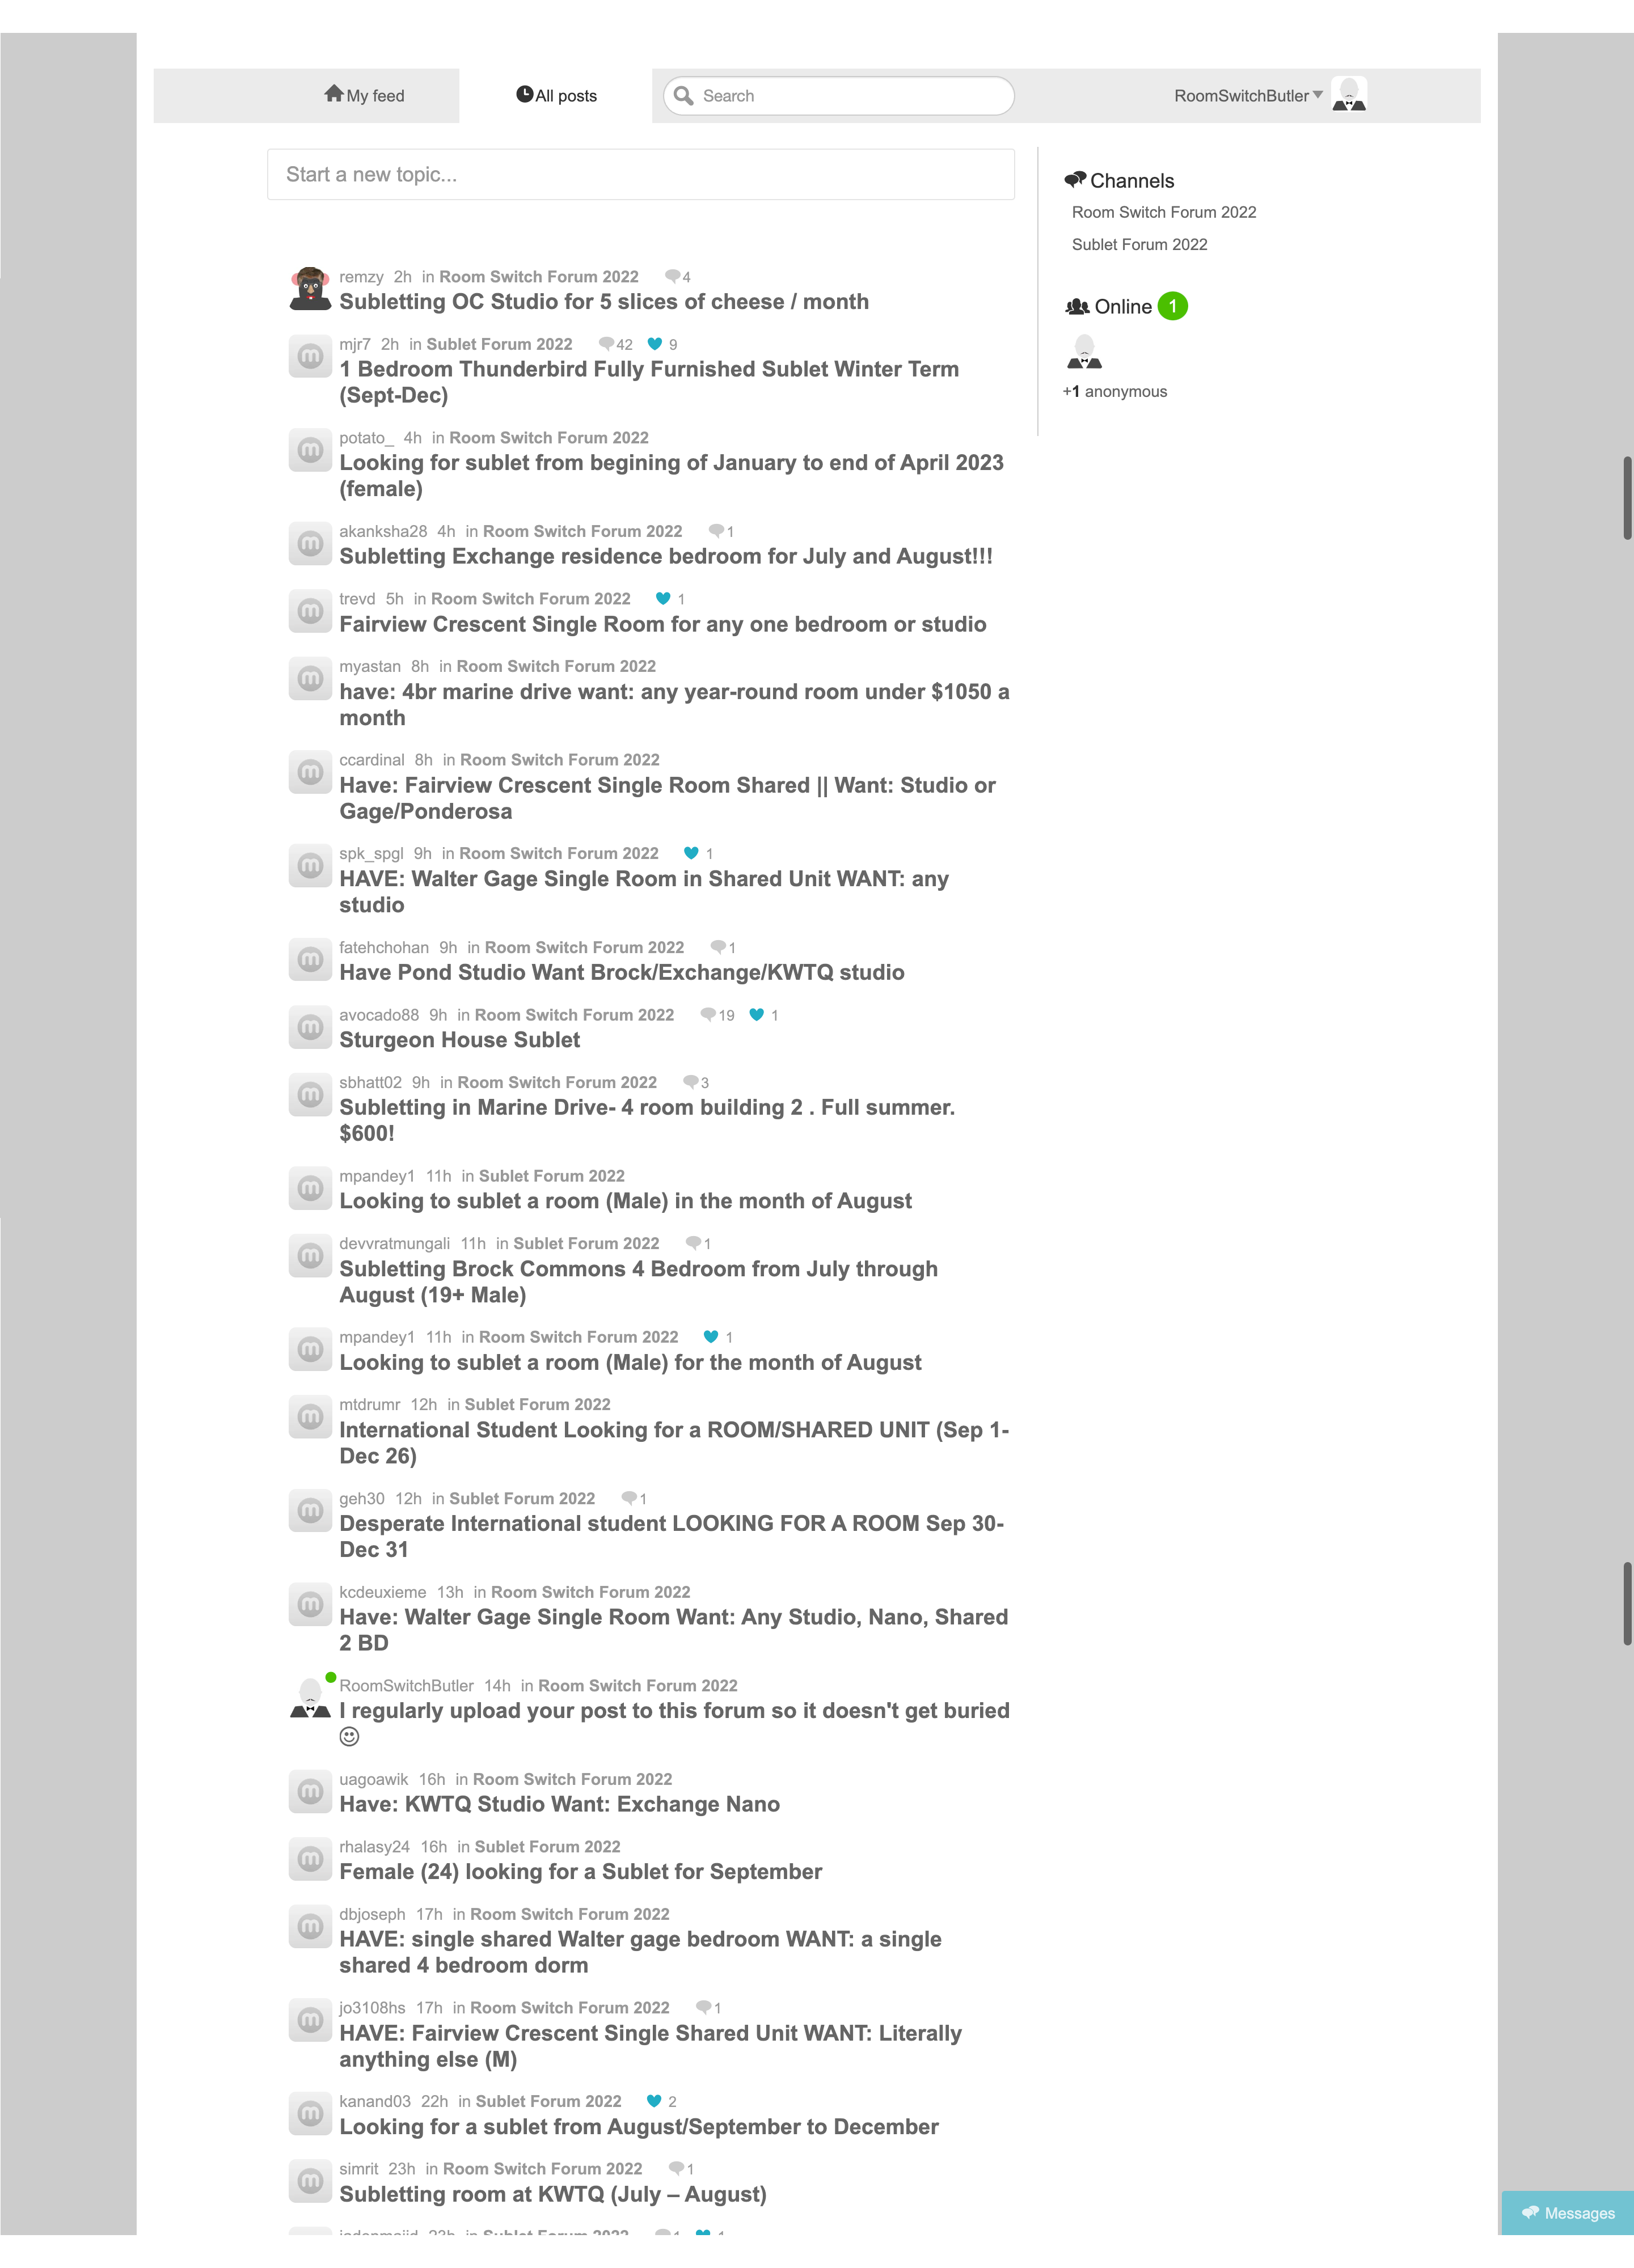 My feed
All posts
Search
RoomSwitchButler
Start a new topic...
remzy 2h in Room Switch Forum 2022 4
Subletting OC Studio for 5 slices of cheese / month
mjr7 2h in Sublet Forum 2022 42 9
1 Bedroom Thunderbird Fully Furnished Sublet Winter Term
(Sept-Dec)
potato_ 4h in Room Switch Forum 2022
Looking for sublet from begining of January to end of April 2023
(female)
akanksha28 4h in Room Switch Forum 2022 1
Subletting Exchange residence bedroom for July and August!!!
trevd 5h in Room Switch Forum 2022 1
Fairview Crescent Single Room for any one bedroom or studio
myastan 8h in Room Switch Forum 2022
have: 4br marine drive want: any year-round room under $1050 a
month
ccardinal 8h in Room Switch Forum 2022
Have: Fairview Crescent Single Room Shared || Want: Studio or
Gage/Ponderosa
spk_spgl 9h in Room Switch Forum 2022 1
HAVE: Walter Gage Single Room in Shared Unit WANT: any
studio
fatehchohan 9h in Room Switch Forum 2022 1
Have Pond Studio Want Brock/Exchange/KWTQ studio
avocado88 9h in Room Switch Forum 2022 19 1
Sturgeon House Sublet
sbhatt02 9h in Room Switch Forum 2022 3
Subletting in Marine Drive- 4 room building 2 . Full summer.
$600!
mpandey1 11h in Sublet Forum 2022
Looking to sublet a room (Male) in the month of August
devvratmungali 11h in Sublet Forum 2022 1
Subletting Brock Commons 4 Bedroom from July through
August (19+ Male)
mpandey1 11h in Room Switch Forum 2022 1
Looking to sublet a room (Male) for the month of August
mtdrumr 12h in Sublet Forum 2022
International Student Looking for a ROOM/SHARED UNIT (Sep 1-
Dec 26)
geh30 12h in Sublet Forum 2022 1
Desperate International student LOOKING FOR A ROOM Sep 30-
Dec 31
kcdeuxieme 13h in Room Switch Forum 2022
Have: Walter Gage Single Room Want: Any Studio, Nano, Shared
2 BD
RoomSwitchButler 14h in Room Switch Forum 2022
I regularly upload your post to this forum so it doesn't get buried
☺
uagoawik 16h in Room Switch Forum 2022
Have: KWTQ Studio Want: Exchange Nano
rhalasy24 16h in Sublet Forum 2022
Female (24) looking for a Sublet for September
dbjoseph 17h in Room Switch Forum 2022
HAVE: single shared Walter gage bedroom WANT: a single
shared 4 bedroom dorm
jo3108hs 17h in Room Switch Forum 2022 1
HAVE: Fairview Crescent Single Shared Unit WANT: Literally
anything else (M)
kanand03 22h in Sublet Forum 2022 2
Looking for a sublet from August/September to December
simrit 23h in Room Switch Forum 2022 1
Subletting room at KWTQ (July – August)
23h in Sublet Forum 2022 1 1
Channels
Room Switch Forum 2022
Sublet Forum 2022
Online 1
+1 anonymous
Messages